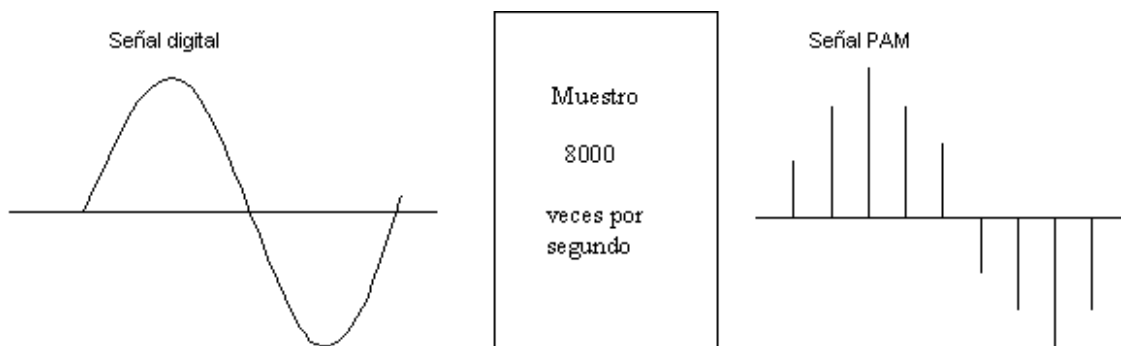 Señal digital
Muestro
8000
veces por
segundo
Señal PAM